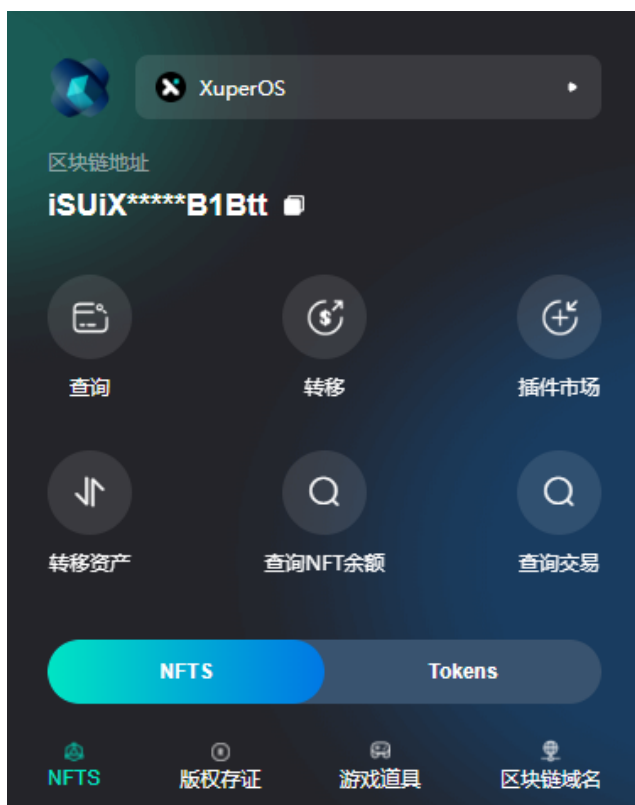 XuperOS
区块链地址
iSUiX*****B1Btt
查询 转移 插件市场
转移资产 查询NFT余额 查询交易
NFTS Tokens
NFTS 版权存证 游戏道具 区块链域名